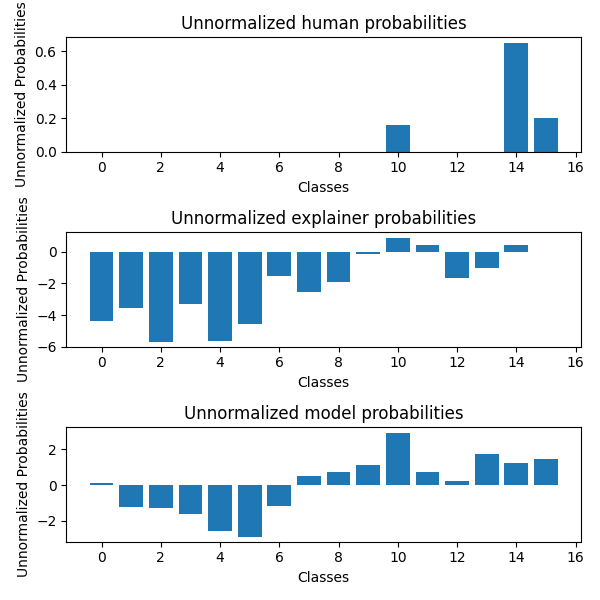 Unnormalized human probabilities
Unnormalized Probabilities
0.6
0.4
0.2
0.0
0 2 4 6 8 10 12 14 16
Classes
Unnormalized explainer probabilities
Unnormalized Probabilities
0
−2
−4
−6
0 2 4 6 8 10 12 14 16
Classes
Unnormalized model probabilities
Unnormalized Probabilities
2
0
−2
0 2 4 6 8 10 12 14 16
Classes